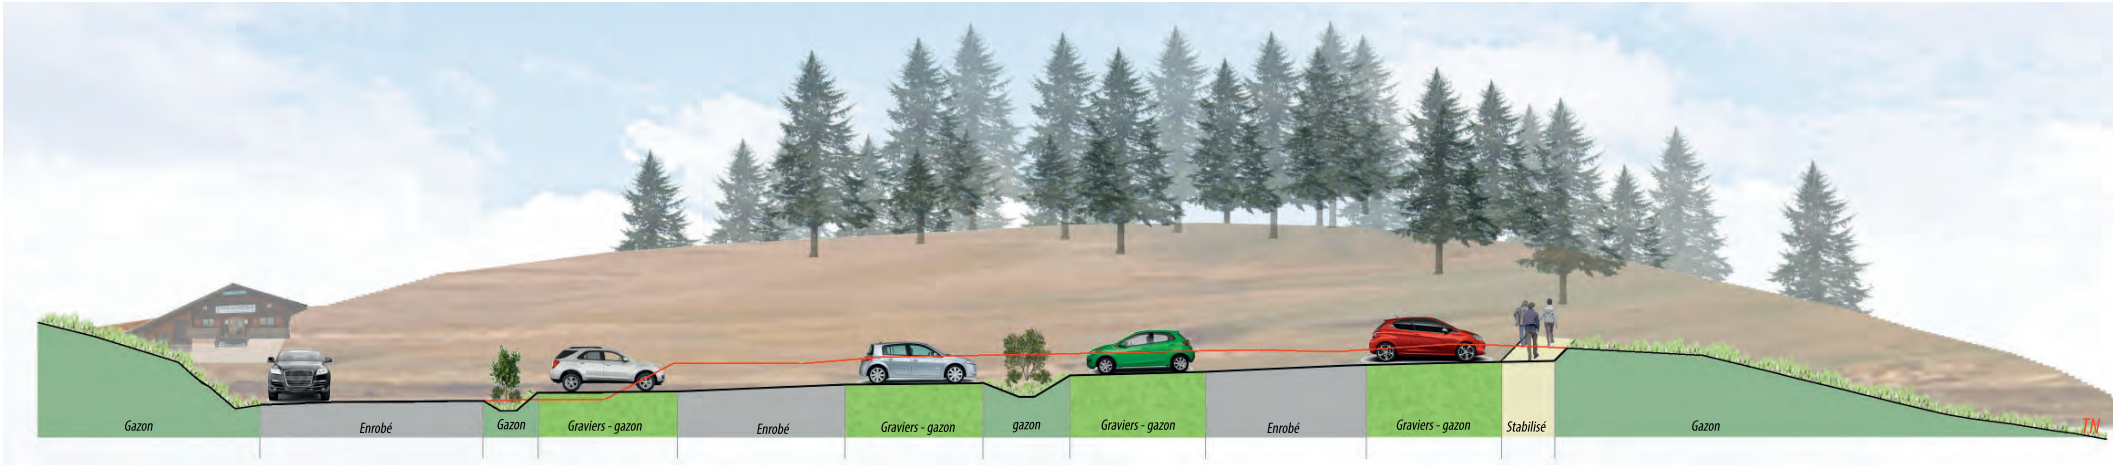 Gazon
Enrobé
Gazon
Graviers - gazon
Enrobé
Graviers - gazon
gazon
Graviers - gazon
Enrobé
Graviers - gazon
Stabilisé
Gazon
TN